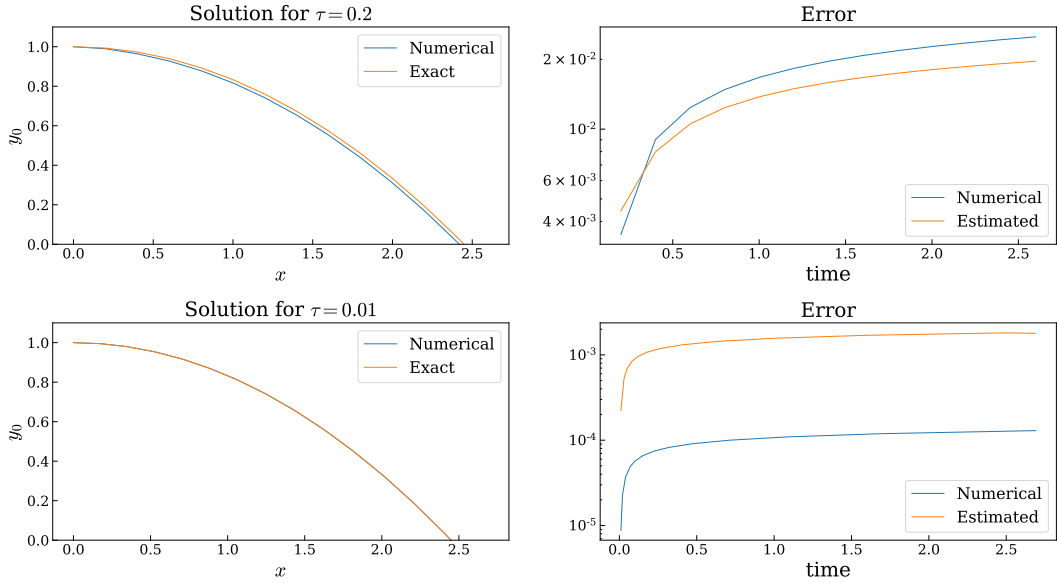 Solution for τ = 0.2
1.0
0.8
0.6
0.4
0.2
0.0
y₀
Numerical
Exact
0.0 0.5 1.0 1.5 2.0 2.5
x
Error
2 × 10⁻²
10⁻²
6 × 10⁻³
4 × 10⁻³
Numerical
Estimated
0.5 1.0 1.5 2.0 2.5
time
Solution for τ = 0.01
1.0
0.8
0.6
0.4
0.2
0.0
y₀
Numerical
Exact
0.0 0.5 1.0 1.5 2.0 2.5
x
Error
10⁻³
10⁻⁴
10⁻⁵
Numerical
Estimated
0.0 0.5 1.0 1.5 2.0 2.5
time